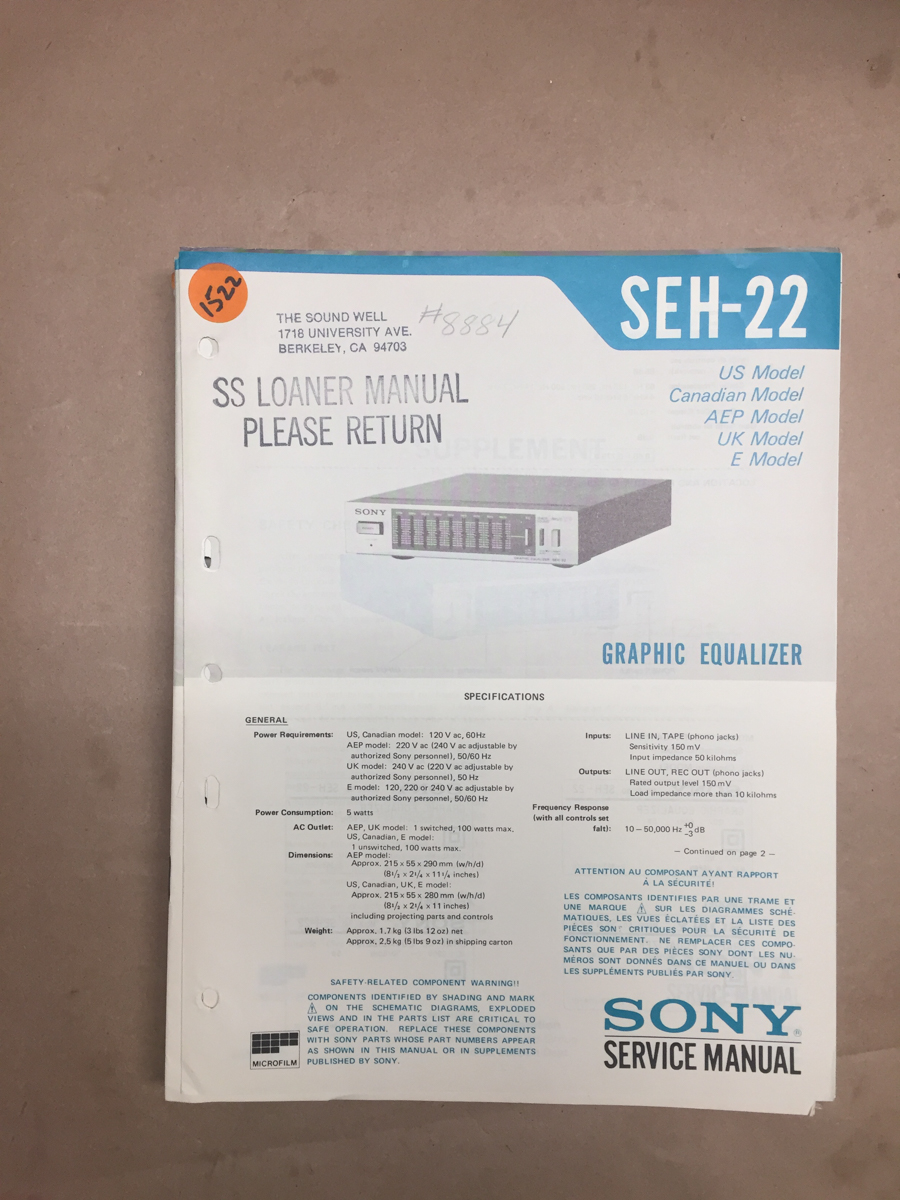 1522
THE SOUND WELL
1718 UNIVERSITY AVE.
BERKELEY, CA 94703
#8884
SEH-22
US Model
Canadian Model
AEP Model
UK Model
E Model
SS LOANER MANUAL
PLEASE RETURN
SUPPLEMENT
SONY
GRAPHIC EQUALIZER
SPECIFICATIONS
GENERAL
Power Requirements: US, Canadian model: 120 V ac, 60Hz
AEP model: 220 V ac (240 V ac adjustable by
authorized Sony personnel), 50/60 Hz
UK model: 240 V ac (220 V ac adjustable by
authorized Sony personnel), 50 Hz
E model: 120, 220 or 240 V ac adjustable by
authorized Sony personnel, 50/60 Hz
Power Consumption: 5 watts
AC Outlet: AEP, UK model: 1 switched, 100 watts max.
US, Canadian, E model:
1 unswitched, 100 watts max.
Dimensions: AEP model:
Approx. 215 x 55 x 290 mm (w/h/d)
(8 1/2 x 2 1/4 x 11 1/4 inches)
US, Canadian, UK, E model:
Approx. 215 x 55 x 280 mm (w/h/d)
(8 1/2 x 2 1/4 x 11 inches)
including projecting parts and controls
Weight: Approx. 1.7 kg (3 lbs 12 oz) net
Approx. 2.5 kg (5 lbs 9 oz) in shipping carton
Inputs: LINE IN, TAPE (phono jacks)
Sensitivity 150 mV
Input impedance 50 kilohms
Outputs: LINE OUT, REC OUT (phono jacks)
Rated output level 150 mV
Load impedance more than 10 kilohms
Frequency Response
(with all controls set
falt): 10 – 50,000 Hz +0 -3 dB
— Continued on page 2 —
SAFETY-RELATED COMPONENT WARNING!!
COMPONENTS IDENTIFIED BY SHADING AND MARK
⚠ ON THE SCHEMATIC DIAGRAMS, EXPLODED
VIEWS AND IN THE PARTS LIST ARE CRITICAL TO
SAFE OPERATION. REPLACE THESE COMPONENTS
WITH SONY PARTS WHOSE PART NUMBERS APPEAR
AS SHOWN IN THIS MANUAL OR IN SUPPLEMENTS
PUBLISHED BY SONY.
ATTENTION AU COMPOSANT AYANT RAPPORT
À LA SÉCURITÉ!
LES COMPOSANTS IDENTIFIÉS PAR UNE TRAME ET
UNE MARQUE ⚠ SUR LES DIAGRAMMES SCHÉ-
MATIQUES, LES VUES ÉCLATÉES ET LA LISTE DES
PIÈCES SONT CRITIQUES POUR LA SÉCURITÉ DE
FONCTIONNEMENT. NE REMPLACER CES COMPO-
SANTS QUE PAR DES PIÈCES SONY DONT LES NU-
MÉROS SONT DONNÉS DANS CE MANUEL OU DANS
LES SUPPLÉMENTS PUBLIÉS PAR SONY.
MICROFILM
SONY®
SERVICE MANUAL